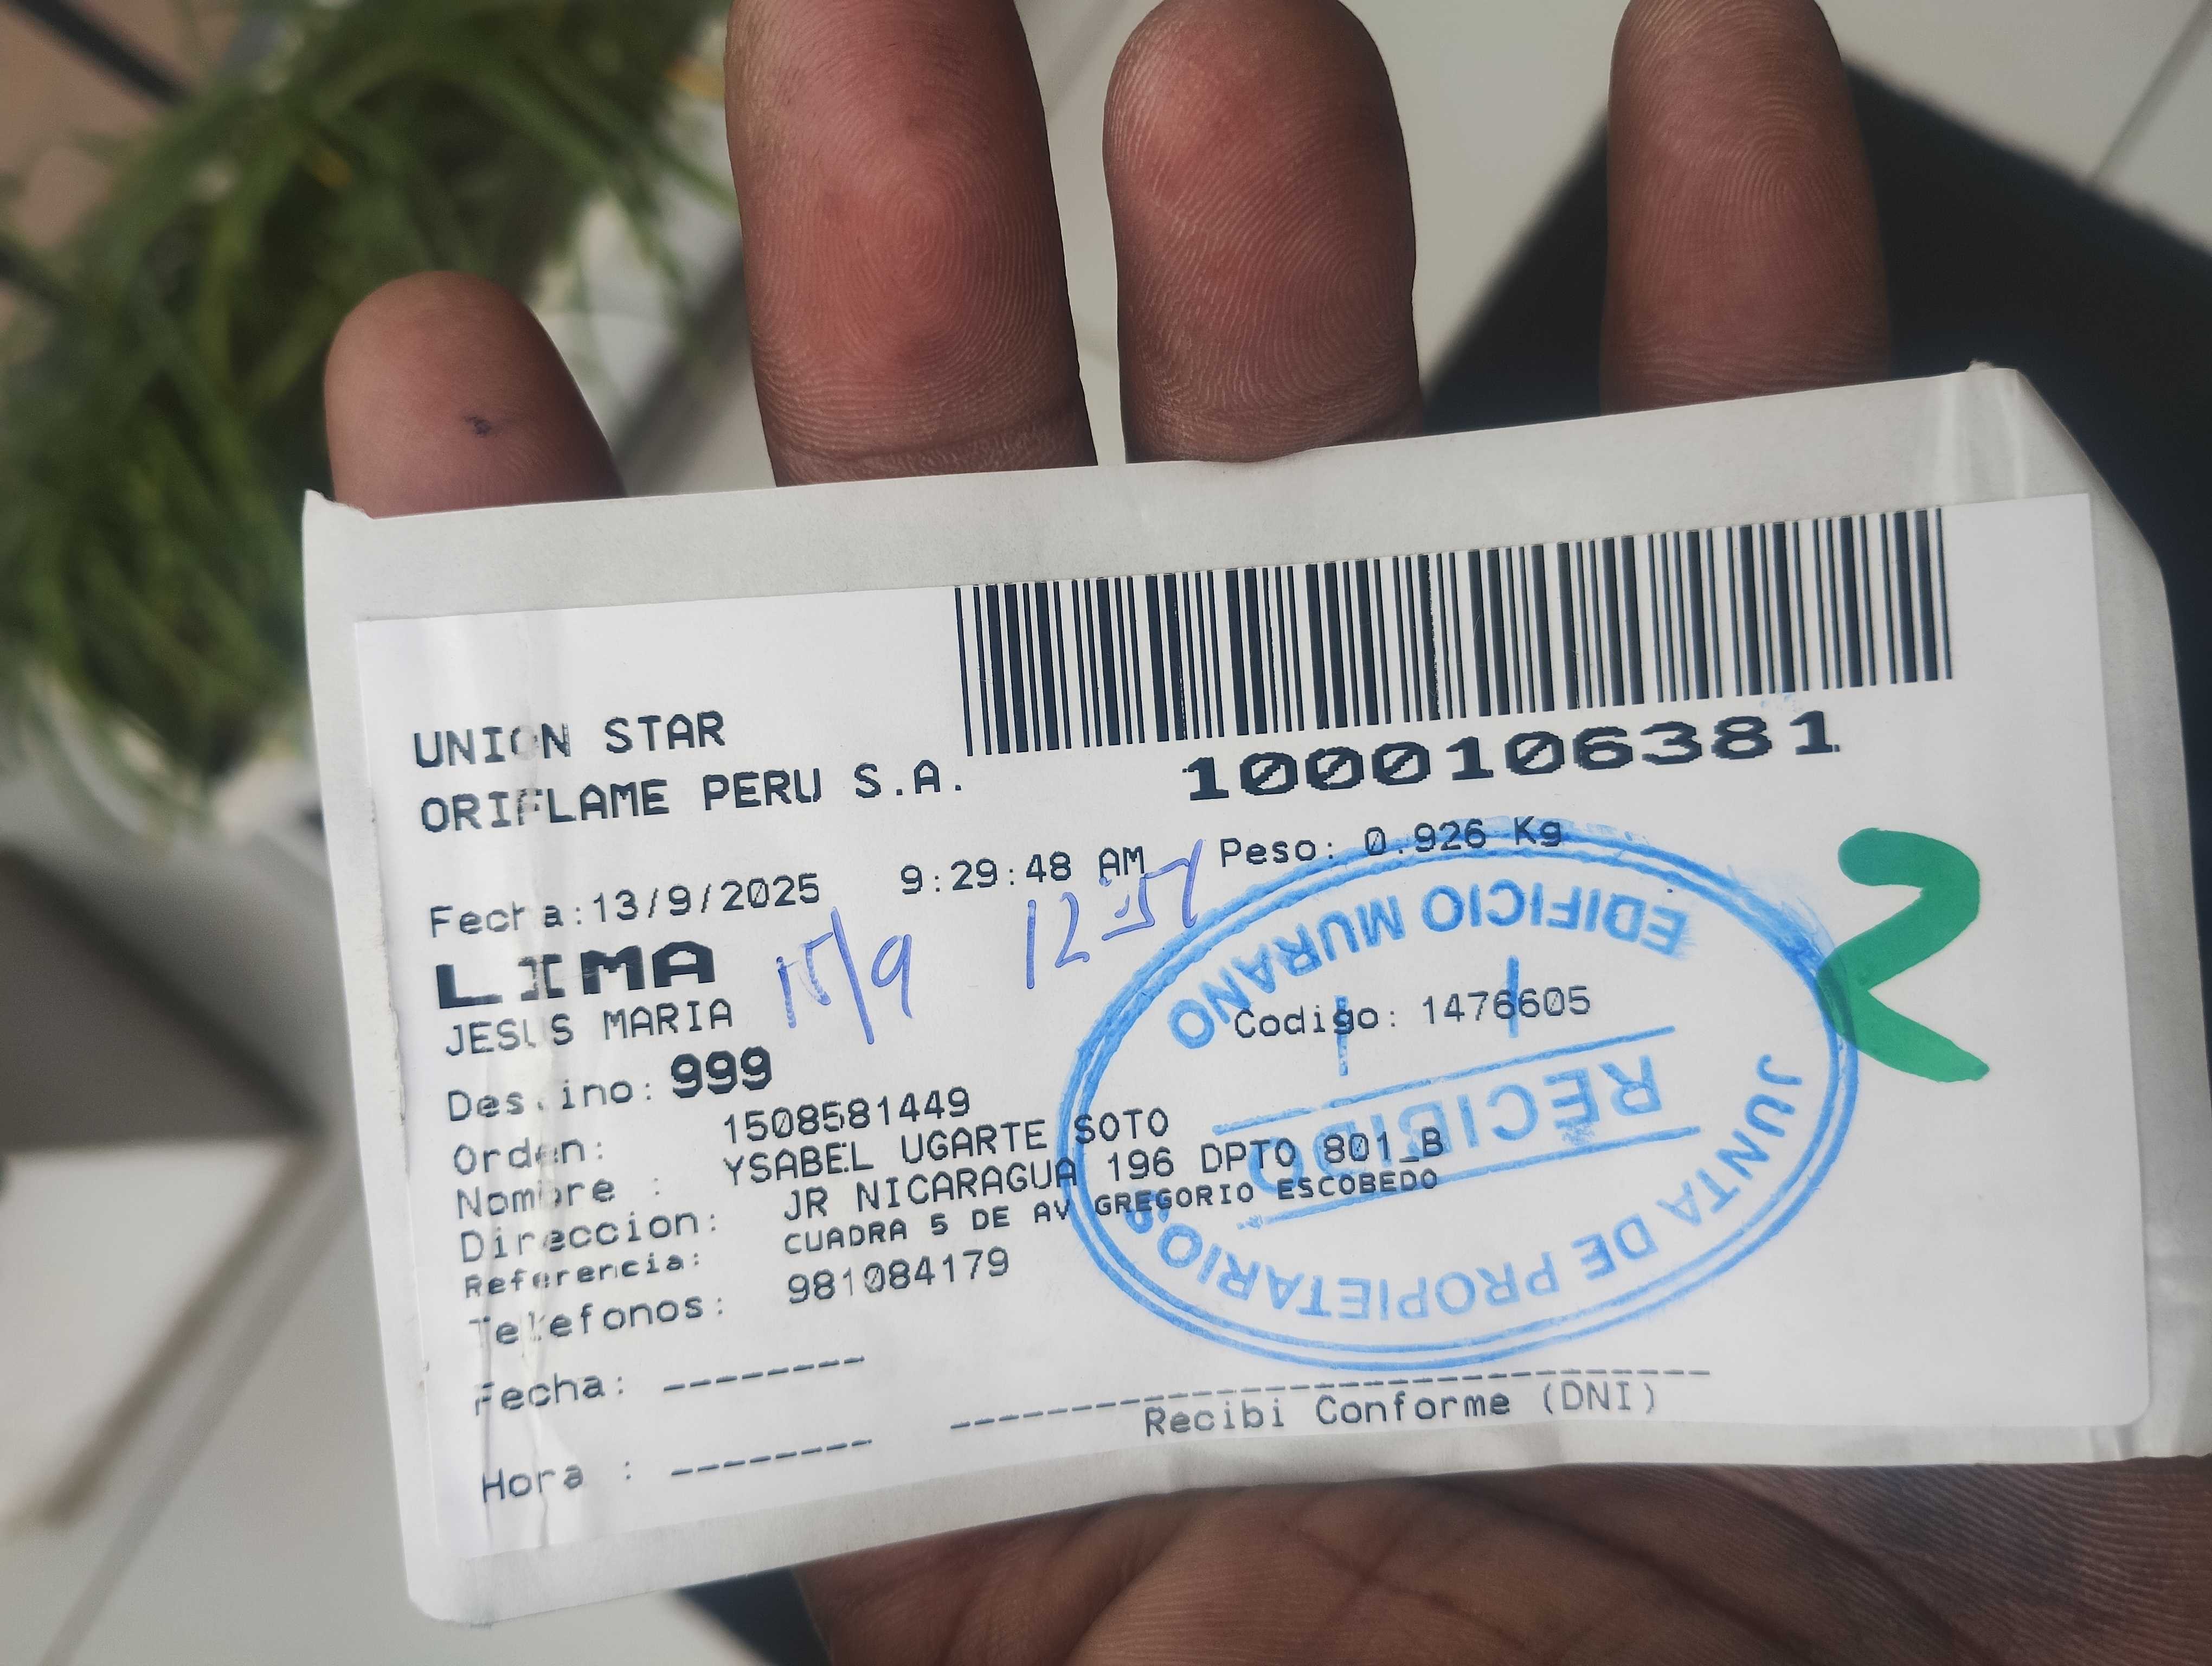 UNION STAR
ORIFLAME PERU S.A.
1000106381
Fecha:13/9/2025 9:29:48 AM Peso: 0.926 Kg
LIMA
15/9 12:57
JESUS MARIA
Codigo: 1476605
Destino: 999
Orden: 1508581449
Nombre : YSABEL UGARTE SOTO
Direccion: JR NICARAGUA 196 DPTO 801_B
Referencia: CUADRA 5 DE AV GREGORIO ESCOBEDO
Telefonos: 981084179
Fecha: --------
Hora : --------
Recibi Conforme (DNI)
JUNTA DE PROPIETARIOS
RECIBIDO
EDIFICIO MURANO
2